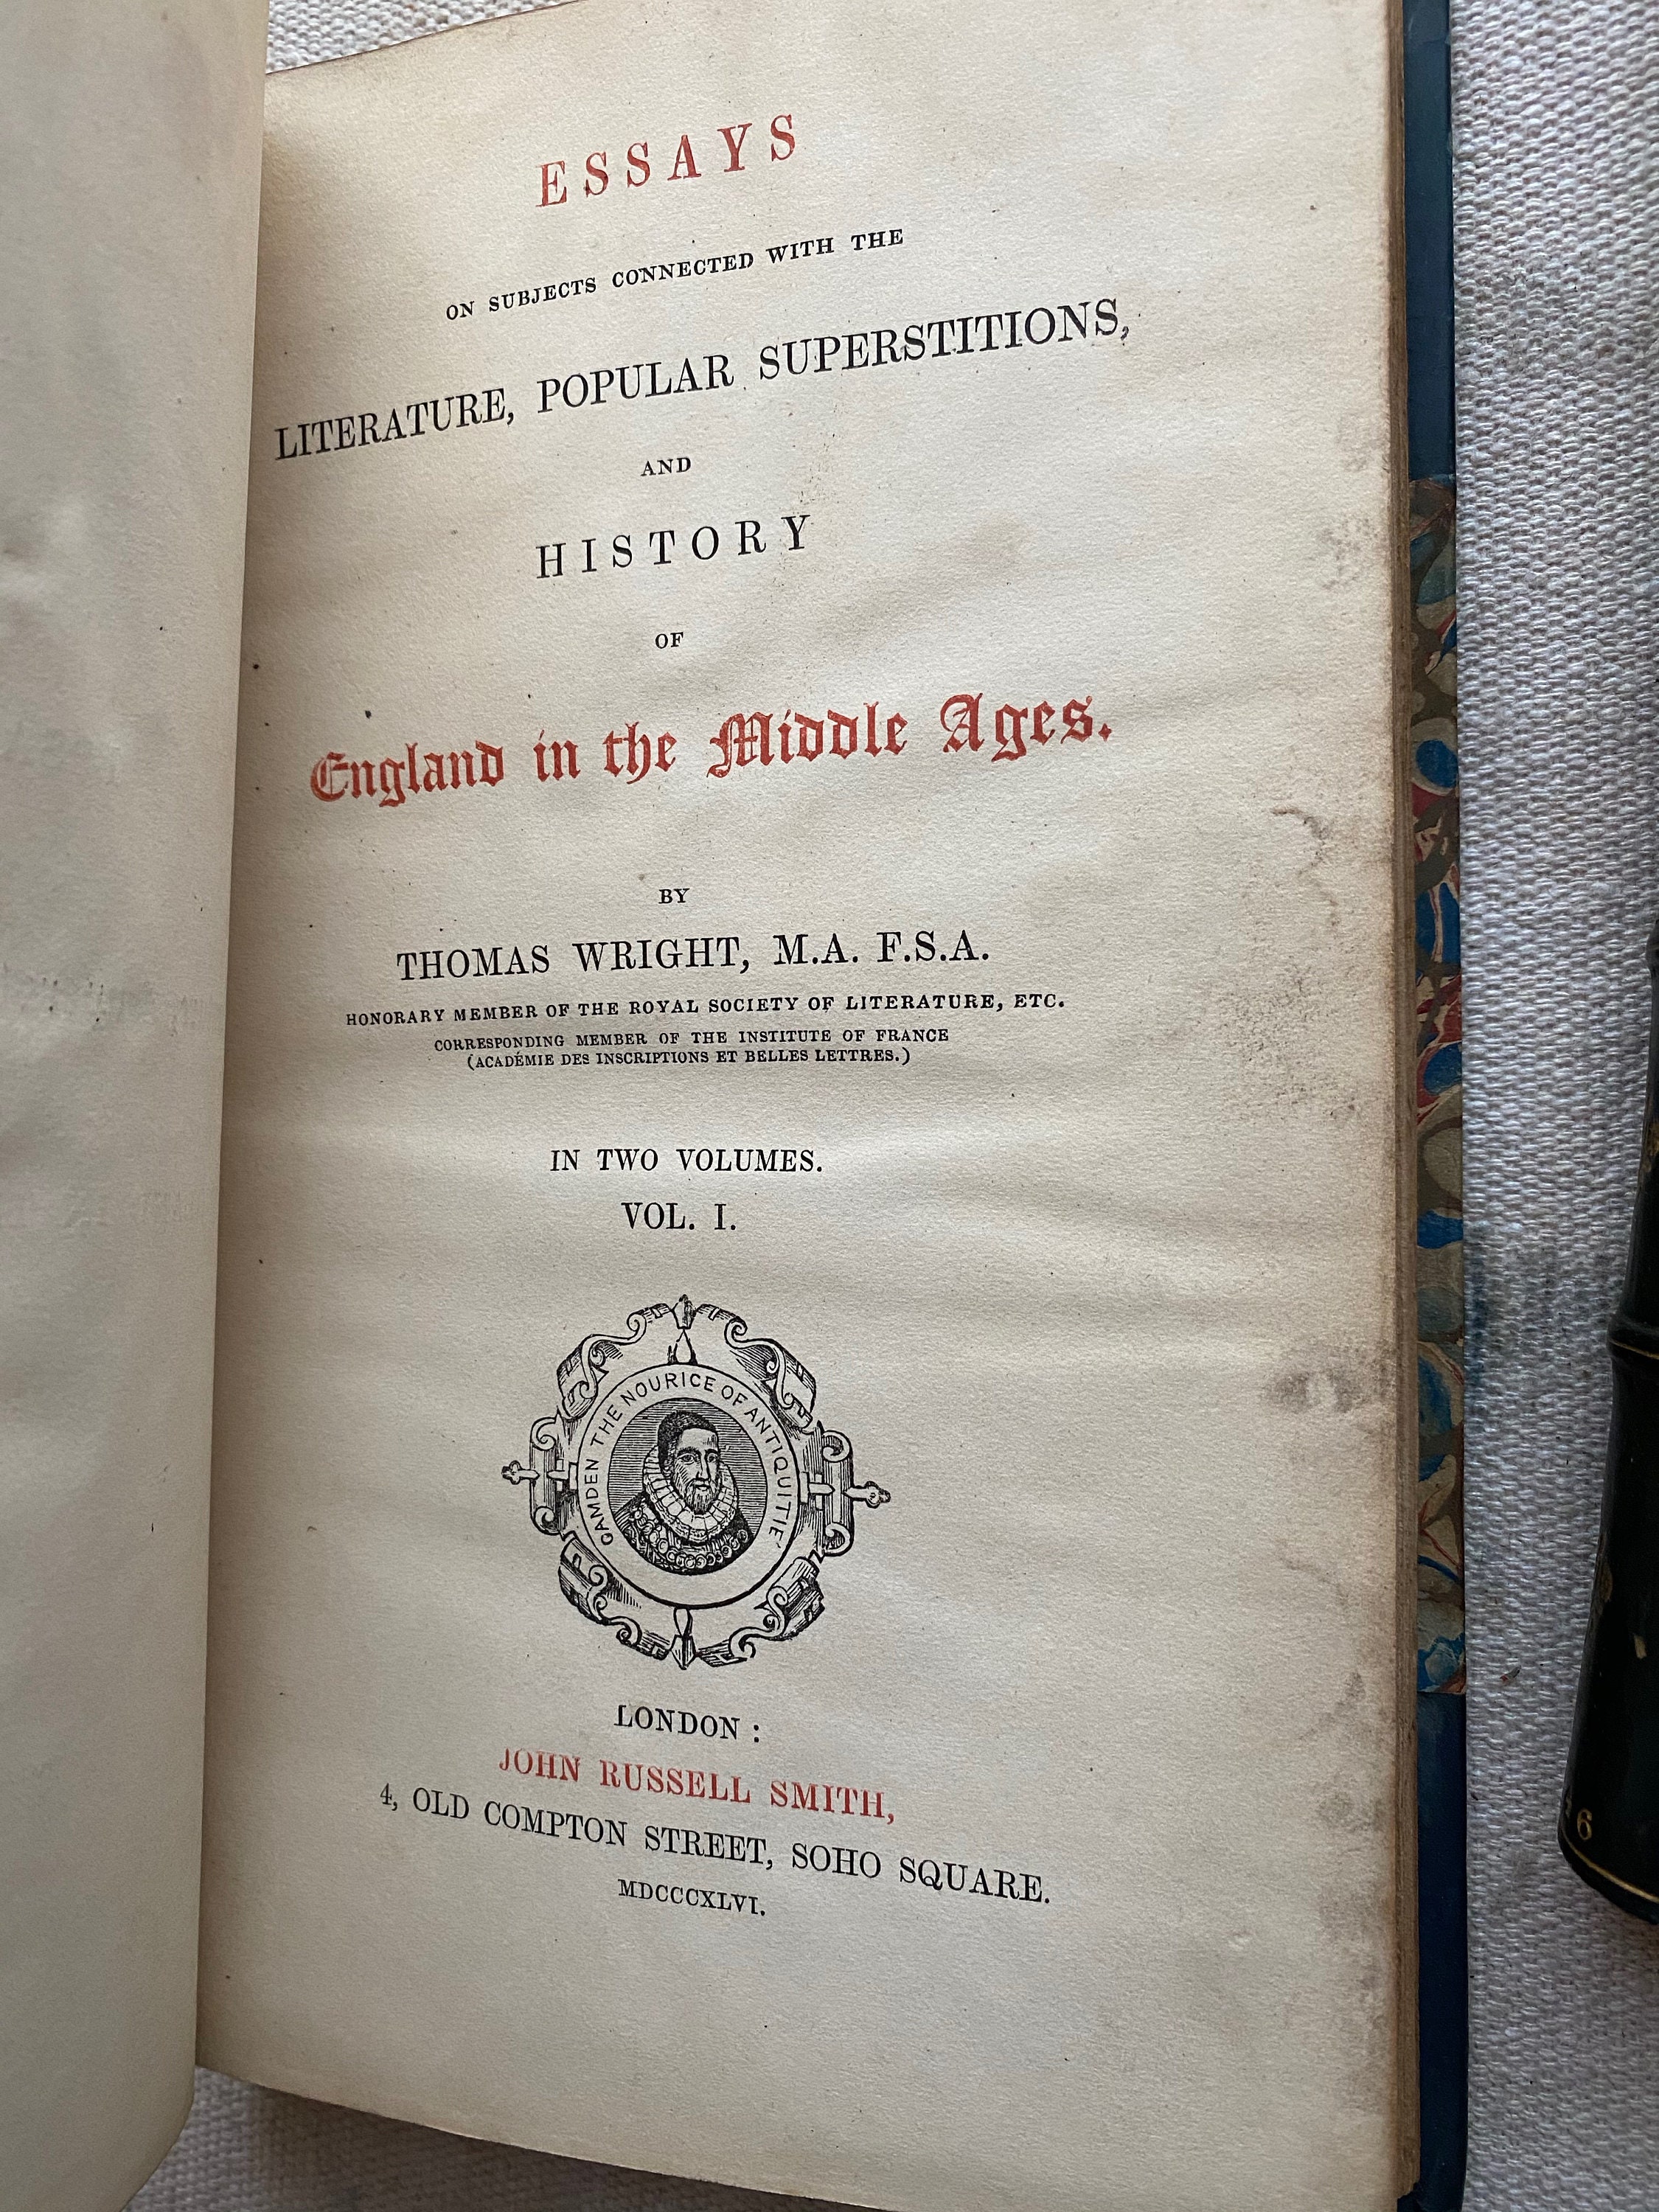 ESSAYS
ON SUBJECTS CONNECTED WITH THE
LITERATURE, POPULAR SUPERSTITIONS,
AND
HISTORY
OF
England in the Middle Ages.
BY
THOMAS WRIGHT, M.A. F.S.A.
HONORARY MEMBER OF THE ROYAL SOCIETY OF LITERATURE, ETC.
CORRESPONDING MEMBER OF THE INSTITUTE OF FRANCE
(ACADÉMIE DES INSCRIPTIONS ET BELLES LETTRES.)
IN TWO VOLUMES.
VOL. I.
CAMDEN THE NOURICE OF ANTIQUITIE
LONDON:
JOHN RUSSELL SMITH,
4, OLD COMPTON STREET, SOHO SQUARE.
MDCCCXLVI.